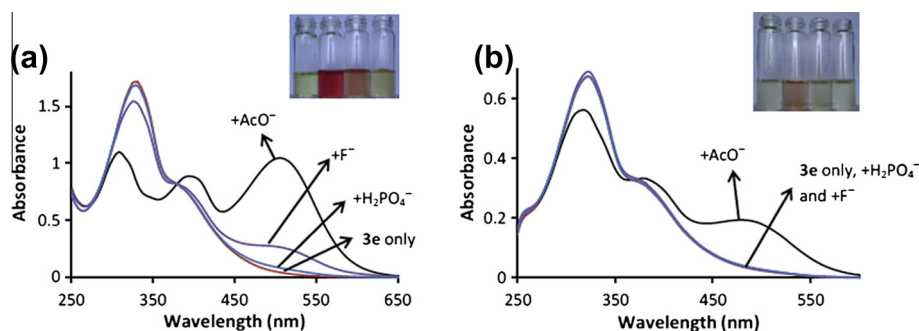 (a)
Absorbance
1.5
1
0.5
0
+AcO⁻
+F⁻
+H₂PO₄⁻
3e only
250 350 450 550 650
Wavelength (nm)
(b)
Absorbance
0.6
0.4
0.2
0
+AcO⁻
3e only, +H₂PO₄⁻
and +F⁻
250 350 450 550
Wavelength (nm)